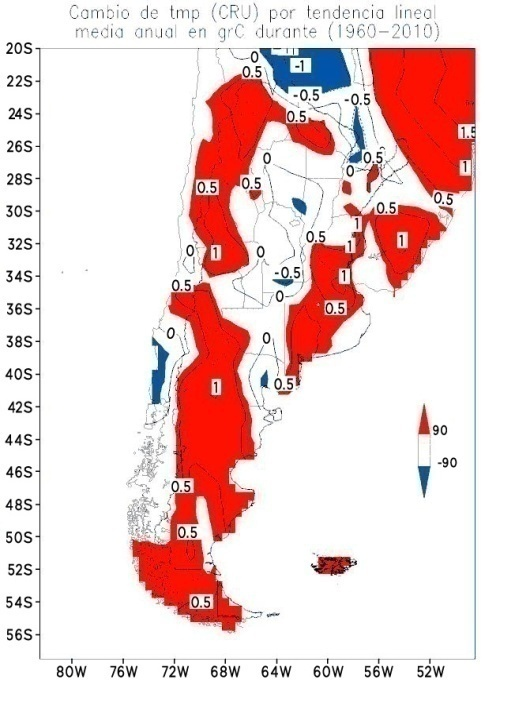 Cambio de tmp (CRU) por tendencia lineal
media anual en grC durante (1960-2010)
20S
22S
24S
26S
28S
30S
32S
34S
36S
38S
40S
42S
44S
46S
48S
50S
52S
54S
56S
0
0.5
-1
-0.5
-0.5
0.5
1.5
0
0.5
1
0
0.5
0.5
0.5
0.5
1
0.5
1
1
0
1
0
-0.5
1
0.5
0
0.5
0
0
1
0.5
90
-90
0.5
0.5
0.5
80W
76W
72W
68W
64W
60W
56W
52W